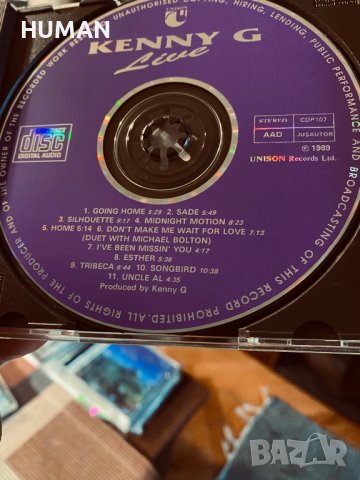 HUMAN
UNAUTHORISED COPYING, HIRING, LENDING, PUBLIC PERFORMANCE AND BROADCASTING OF THIS RECORD PROHIBITED. ALL RIGHTS OF THE PRODUCER AND OF THE OWNER OF THE RECORDED WORK
UNISON
KENNY G
Live
COMPACT
disc
DIGITAL AUDIO
STEREO CDP107
AAD JUSAUTOR
℗ 1989
UNISON Records Ltd.
1. GOING HOME 5:29 2. SADE 5:49
3. SILHOUETTE 9:17 4. MIDNIGHT MOTION 8:23
5. HOME 5:14 6. DON'T MAKE ME WAIT FOR LOVE 7:13
(DUET WITH MICHAEL BOLTON)
7. I'VE BEEN MISSIN' YOU 4:17
8. ESTHER 5:36
9. TRIBECA 6:44 10. SONGBIRD 10:38
11. UNCLE AL 4:35
Produced by Kenny G
bazar.bg